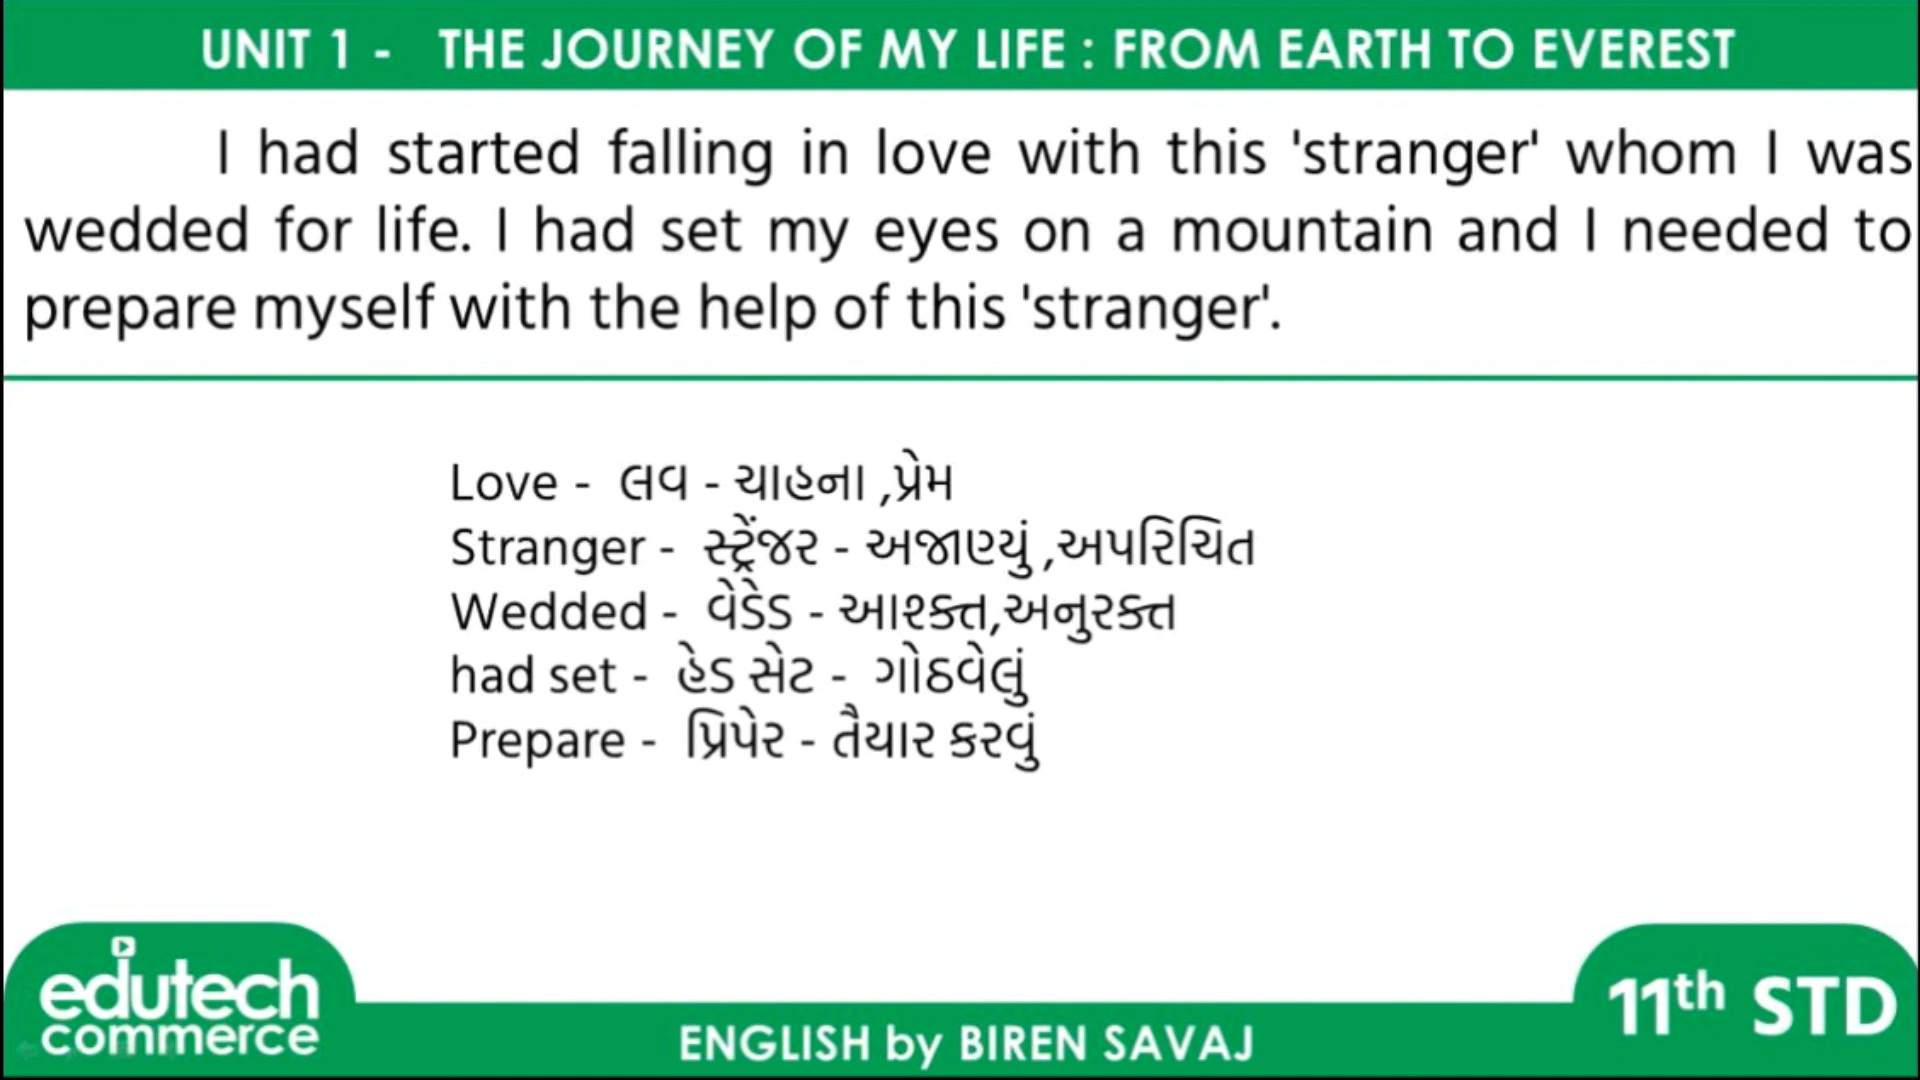 UNIT 1 - THE JOURNEY OF MY LIFE : FROM EARTH TO EVEREST
I had started falling in love with this 'stranger' whom I was
wedded for life. I had set my eyes on a mountain and I needed to
prepare myself with the help of this 'stranger'.
Love - લવ - ચાહના ,પ્રેમ
Stranger - સ્ટ્રેંજર - અજાણ્યું ,અપરિચિત
Wedded - વેડેડ - આશ્ક્ત,અનુરક્ત
had set - હેડ સેટ - ગોઠવેલું
Prepare - પ્રિપેર - તૈયાર કરવું
edutech
commerce
ENGLISH by BIREN SAVAJ
11th STD